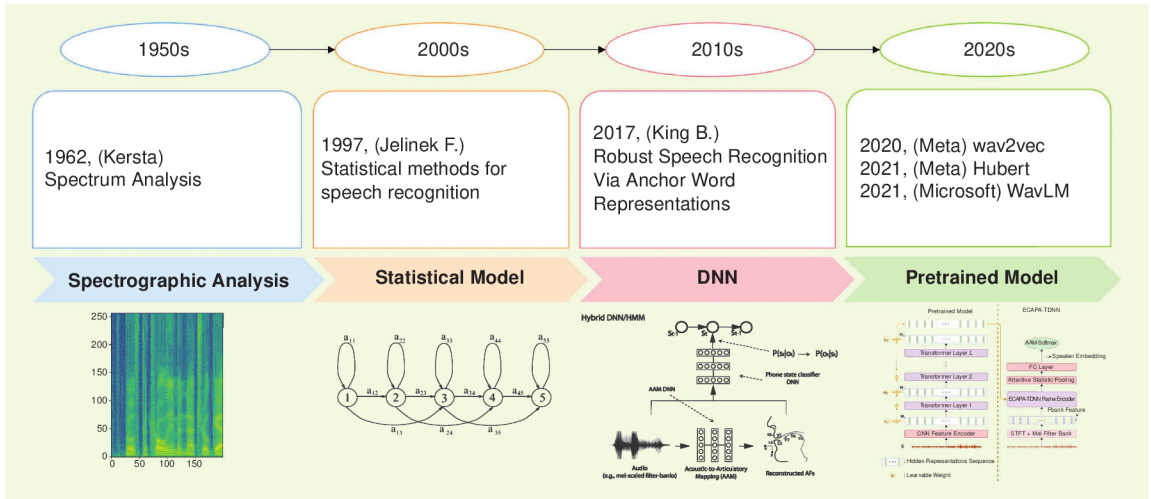 1950s
2000s
2010s
2020s
1962, (Kersta)
Spectrum Analysis
1997, (Jelinek F.)
Statistical methods for
speech recognition
2017, (King B.)
Robust Speech Recognition
Via Anchor Word
Representations
2020, (Meta) wav2vec
2021, (Meta) Hubert
2021, (Microsoft) WavLM
Spectrographic Analysis
Statistical Model
DNN
Pretrained Model
250
200
150
100
50
0
0 50 100 150
a11 a22 a33 a44 a55
1 a12 2 a23 3 a34 4 a45 5
a13 a24 a35
Hybrid DNN/HMM
St-1 St St-1
P(st|ot) → P(ot|st)
Phone state classifier
DNN
AAM DNN
Audio
(e.g., mel-scaled filter-banks)
Acoustic-to-Articulatory
Mapping (AAM)
Reconstructed AFs
Pretrained Model
Transformer Layer L
Transformer Layer 2
Transformer Layer 1
CNN Feature Encoder
: Hidden Representations Sequence
: Learnable Weight
ECAPA-TDNN
AAM-Softmax
Speaker Embedding
FC Layer
Attentive Statistic Pooling
ECAPA-TDNN Frame Encoder
Fbank Feature
STFT + Mel Filter Bank